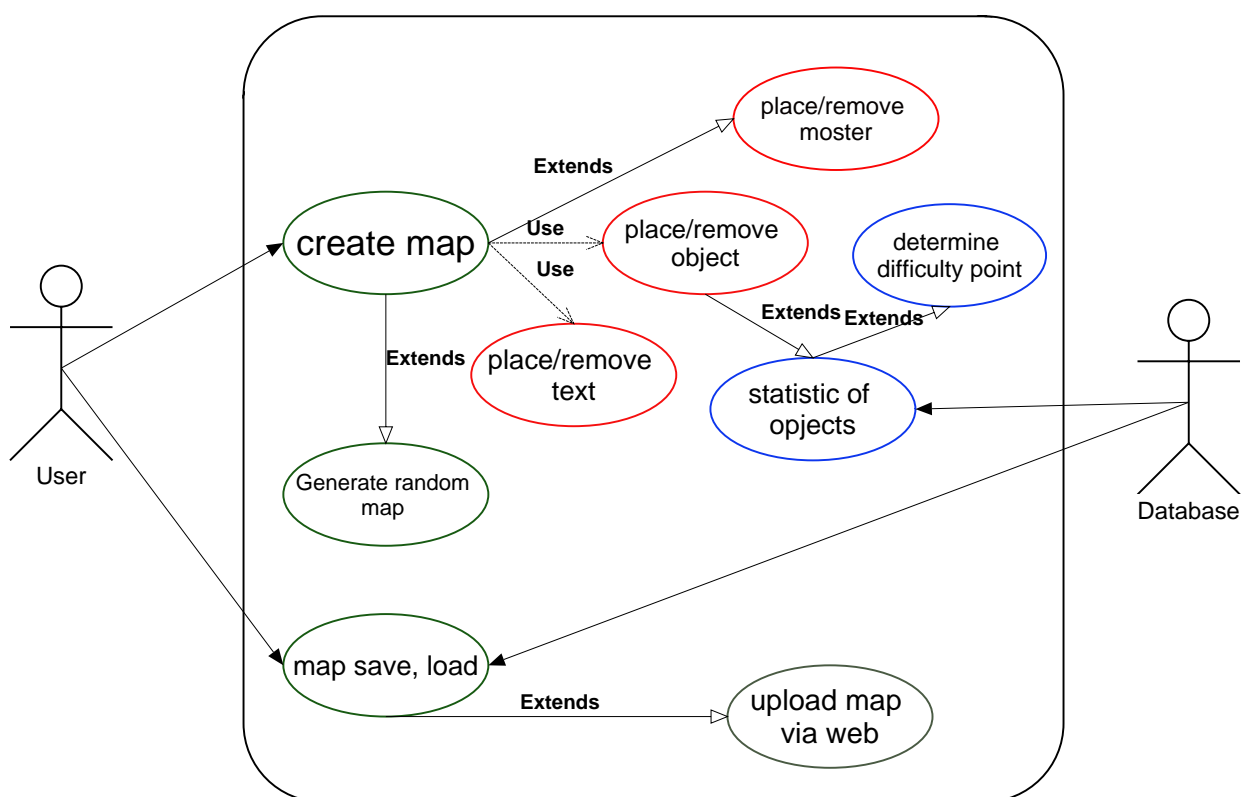 place/remove
moster
Extends
create map
Use
place/remove
object
determine
difficulty point
Use
Extends
Extends
Extends
place/remove
text
statistic of
opjects
User
Generate random
map
Database
map save, load
Extends
upload map
via web